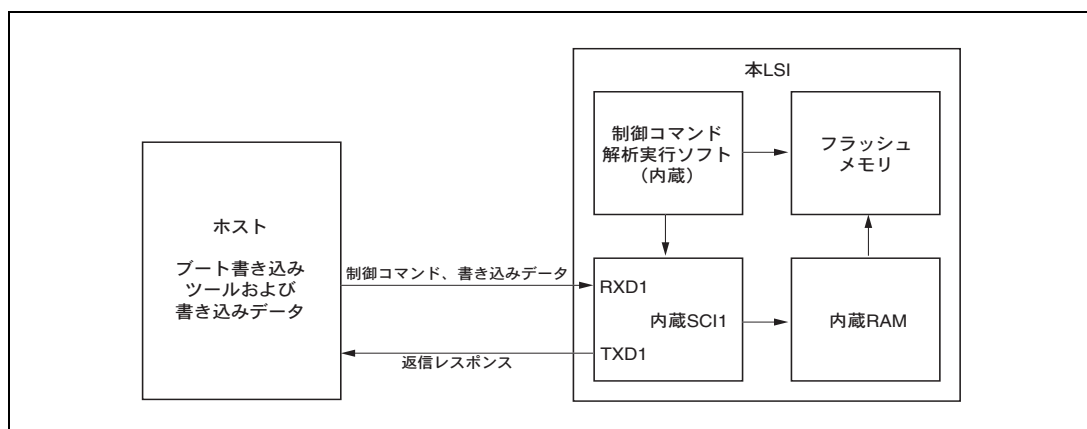 本LSI
制御コマンド
解析実行ソフト
（内蔵）
フラッシュ
メモリ
ホスト
ブート書き込み
ツールおよび
書き込みデータ
制御コマンド、書き込みデータ
返信レスポンス
RXD1
内蔵SCI1
TXD1
内蔵RAM